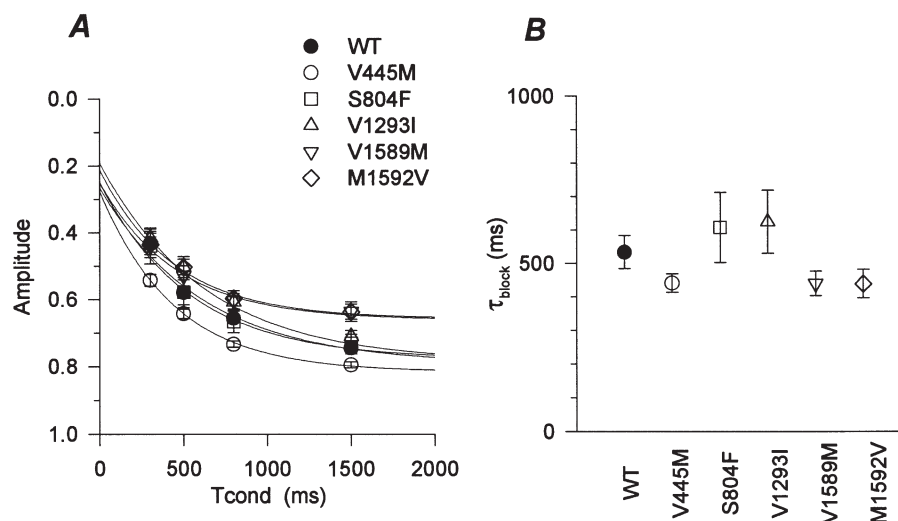 A
WT
V445M
S804F
V1293I
V1589M
M1592V
0.0
0.2
0.4
0.6
0.8
1.0
Amplitude
0 500 1000 1500 2000
Tcond (ms)
B
1000
500
0
τblock (ms)
WT
V445M
S804F
V1293I
V1589M
M1592V